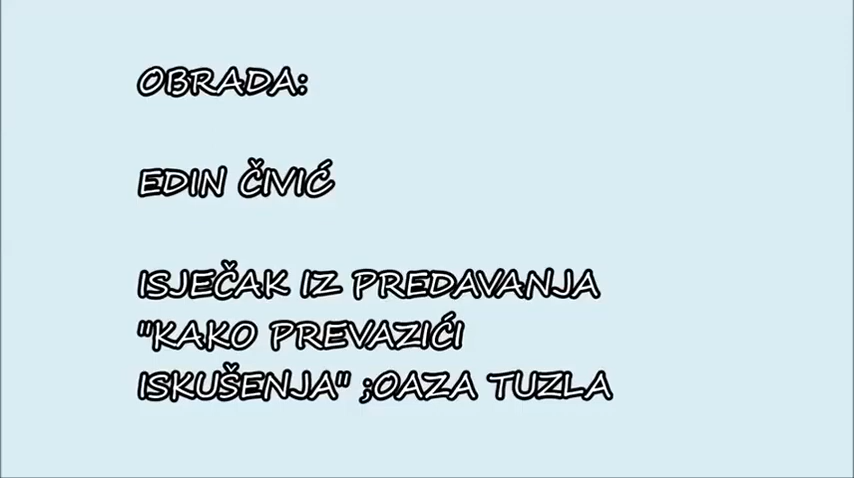 OBRADA:
EDIN ČIVIĆ
ISJEČAK IZ PREDAVANJA
"KAKO PREVAZIĆI
ISKUŠENJA" ;OAZA TUZLA